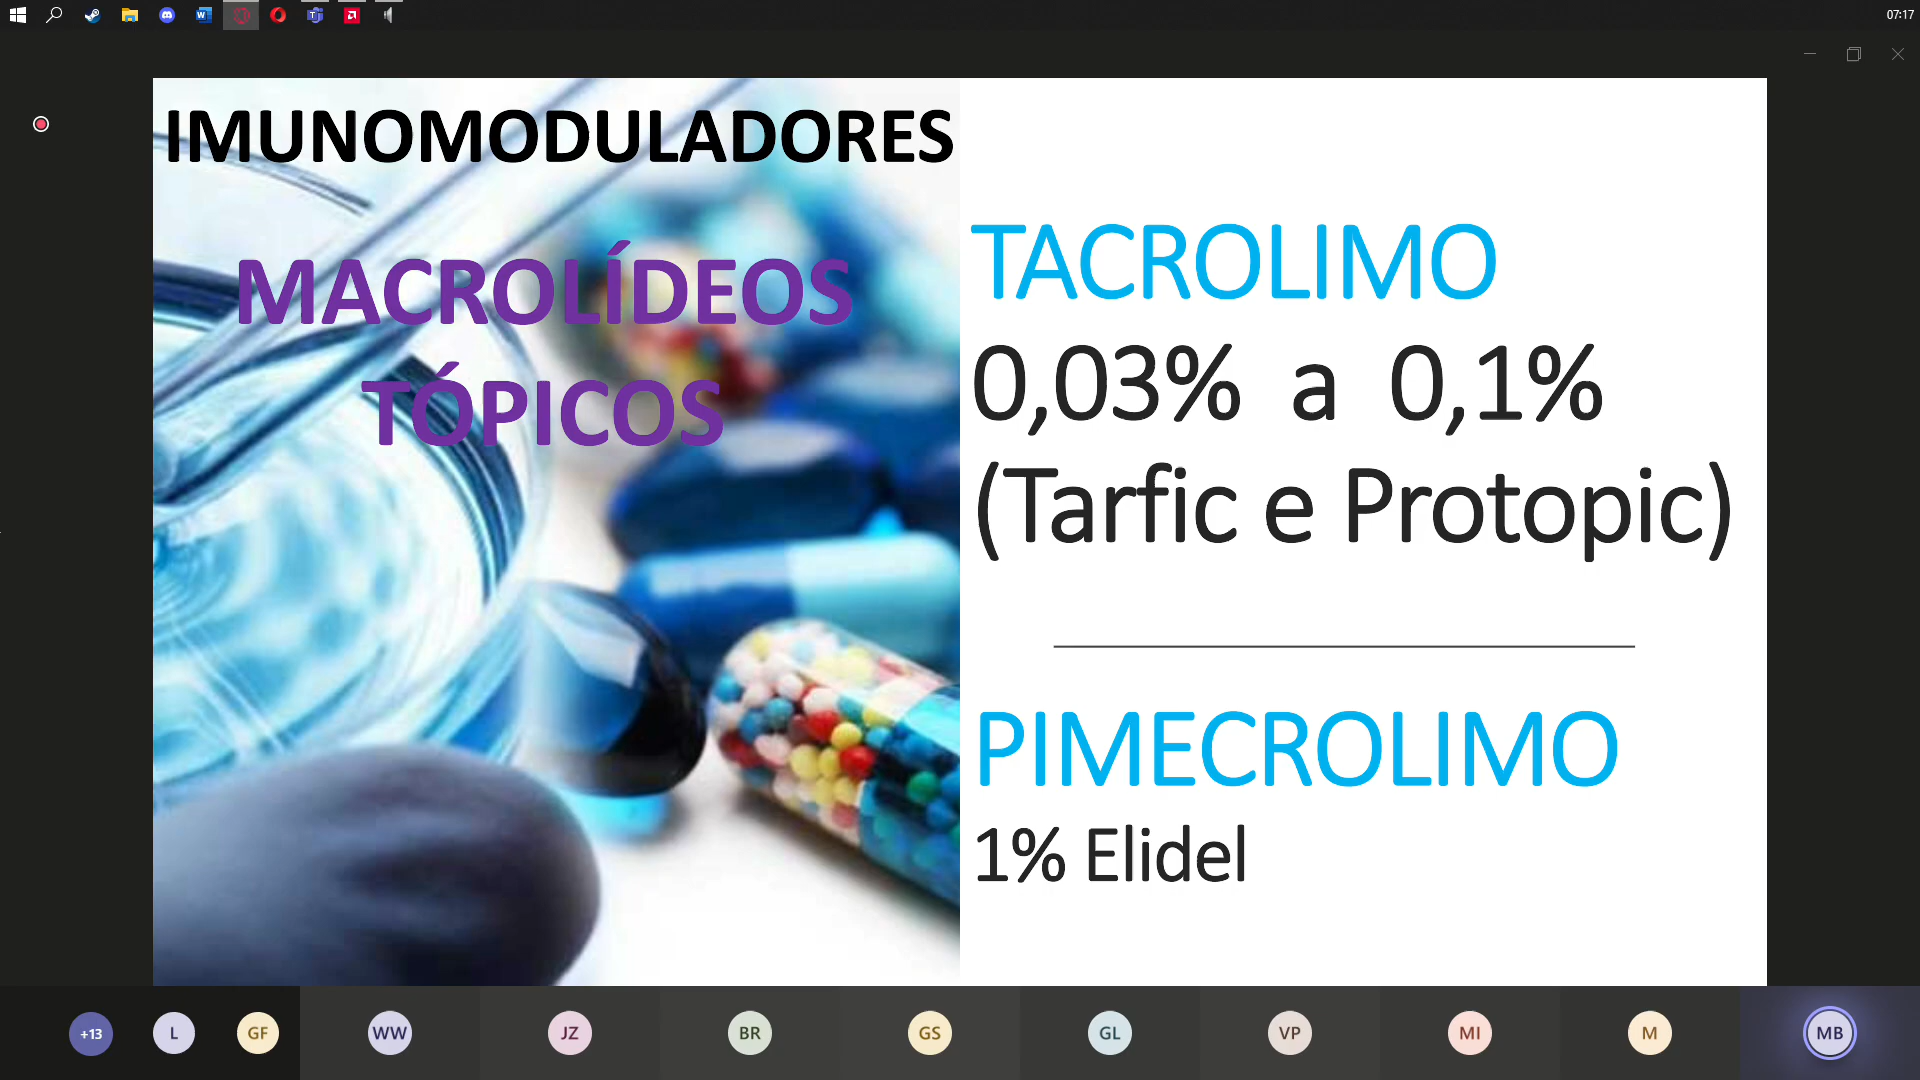 07:17
IMUNOMODULADORES
MACROLÍDEOS
TÓPICOS
TACROLIMO
0,03% a 0,1%
(Tarfic e Protopic)
PIMECROLIMO
1% Elidel
+13 L GF WW JZ BR GS GL VP MI M MB